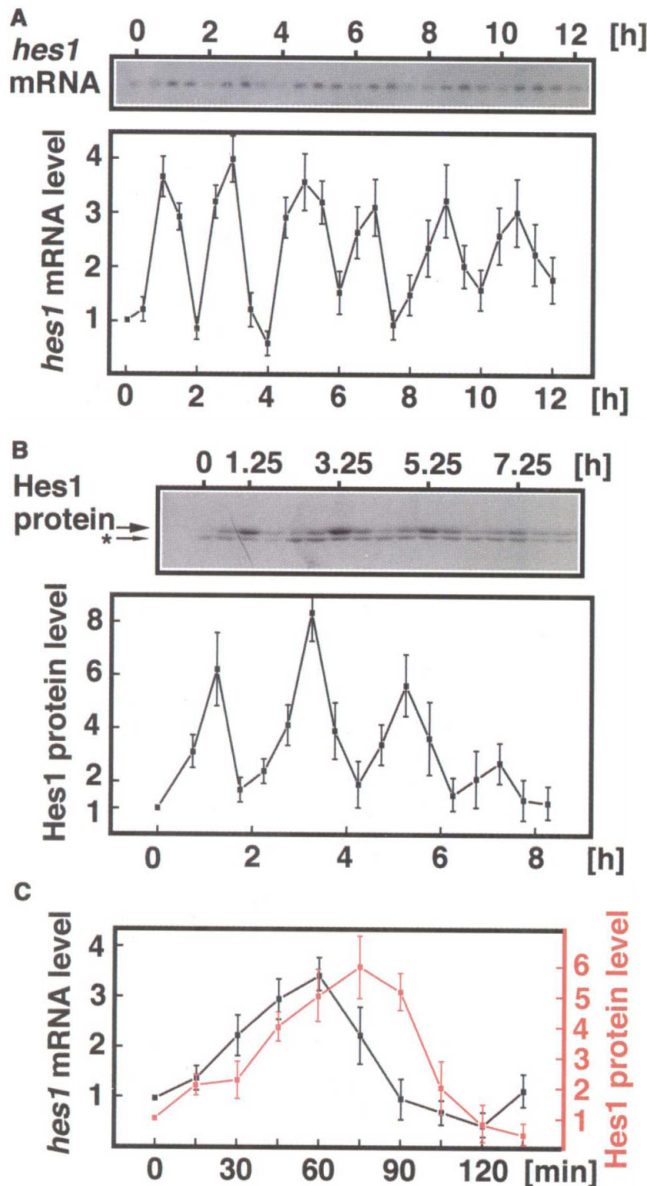 A
0 2 4 6 8 10 12 [h]
hes1
mRNA
hes1 mRNA level
4
3
2
1
0 2 4 6 8 10 12 [h]
B
0 1.25 3.25 5.25 7.25 [h]
Hes1
protein
*
Hes1 protein level
8
6
4
2
1
0 2 4 6 8 [h]
C
hes1 mRNA level
4
3
2
1
Hes1 protein level
6
5
4
3
2
1
0 30 60 90 120 [min]